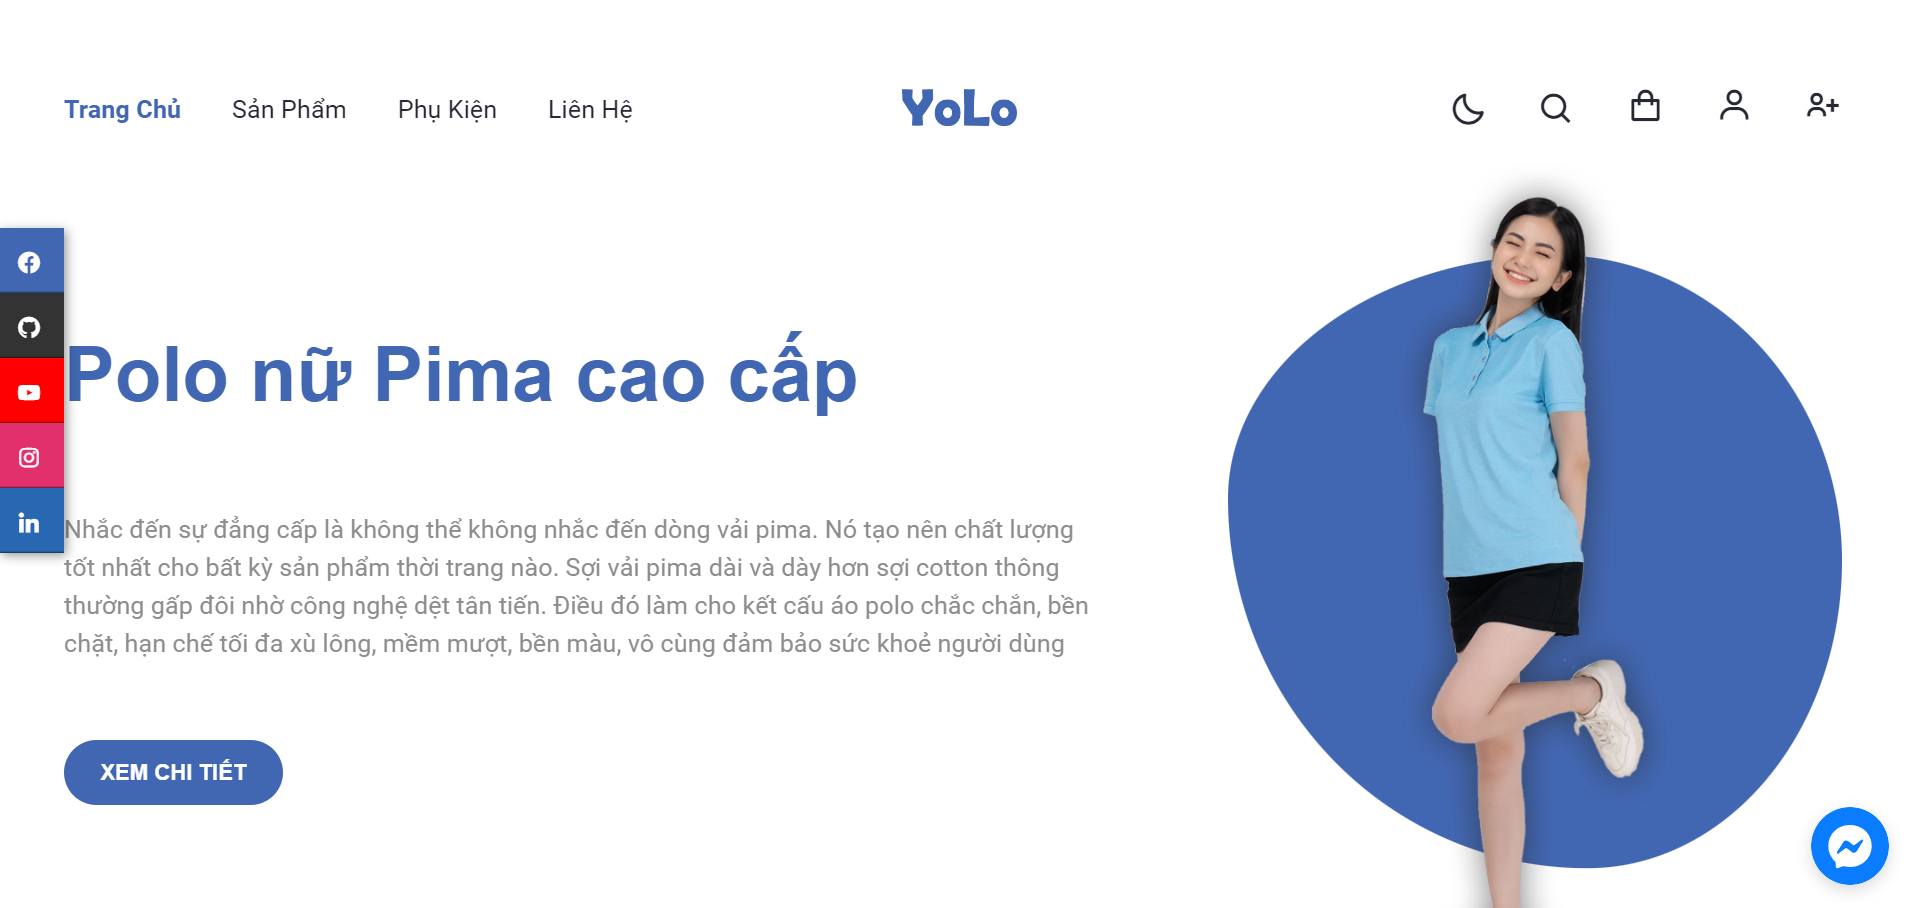 Trang Chủ
Sản Phẩm
Phụ Kiện
Liên Hệ
YoLo
Polo nữ Pima cao cấp
Nhắc đến sự đẳng cấp là không thể không nhắc đến dòng vải pima. Nó tạo nên chất lượng
tốt nhất cho bất kỳ sản phẩm thời trang nào. Sợi vải pima dài và dày hơn sợi cotton thông
thường gấp đôi nhờ công nghệ dệt tân tiến. Điều đó làm cho kết cấu áo polo chắc chắn, bền
chặt, hạn chế tối đa xù lông, mềm mượt, bền màu, vô cùng đảm bảo sức khoẻ người dùng
XEM CHI TIẾT